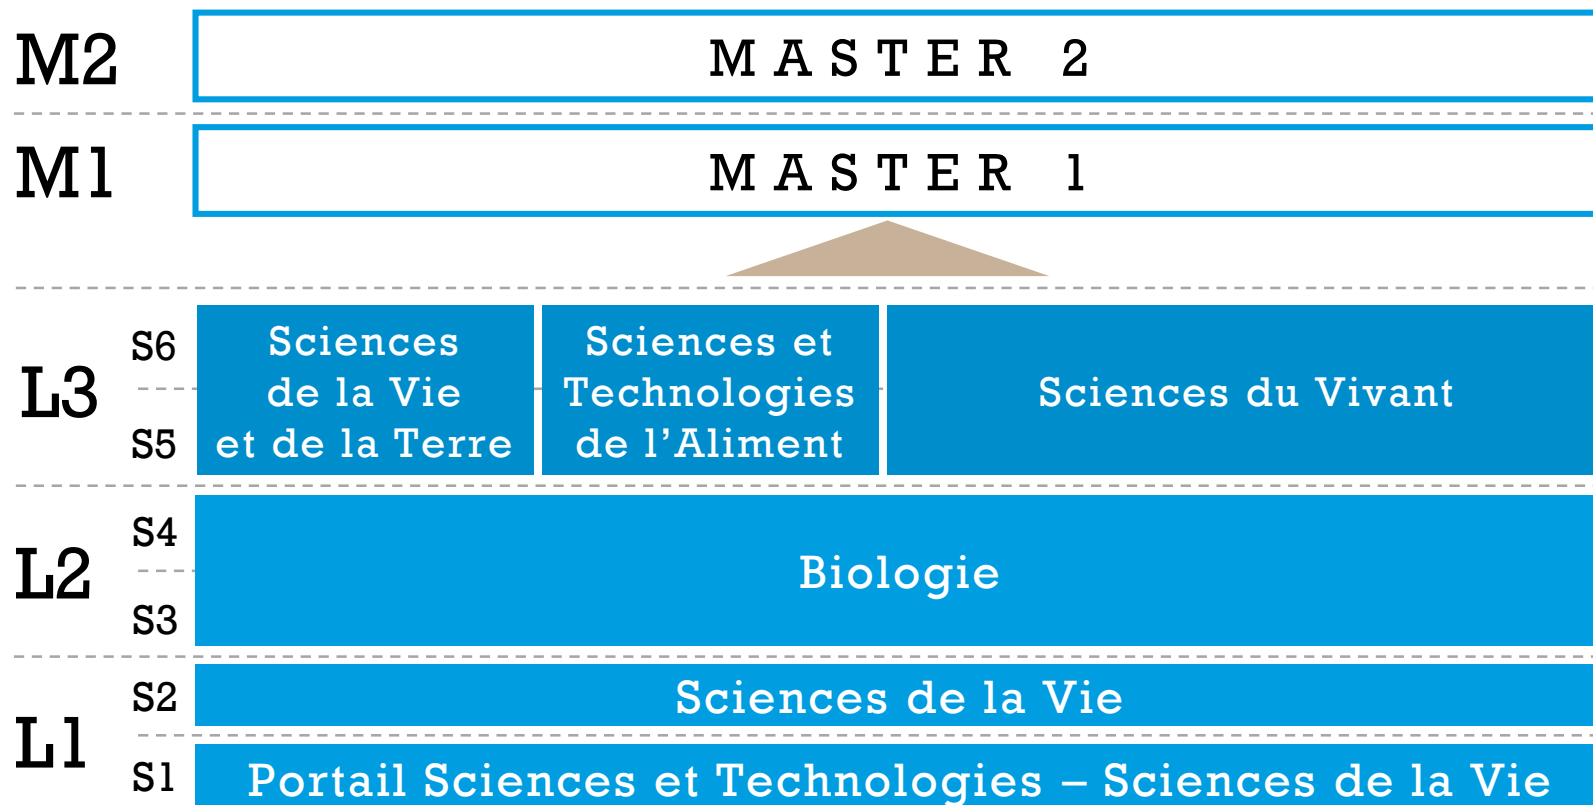 M2
MASTER 2
M1
MASTER 1
L3
S6
S5
Sciences
de la Vie
et de la Terre
Sciences et
Technologies
de l’Aliment
Sciences du Vivant
L2
S4
S3
Biologie
L1
S2
Sciences de la Vie
S1
Portail Sciences et Technologies – Sciences de la Vie